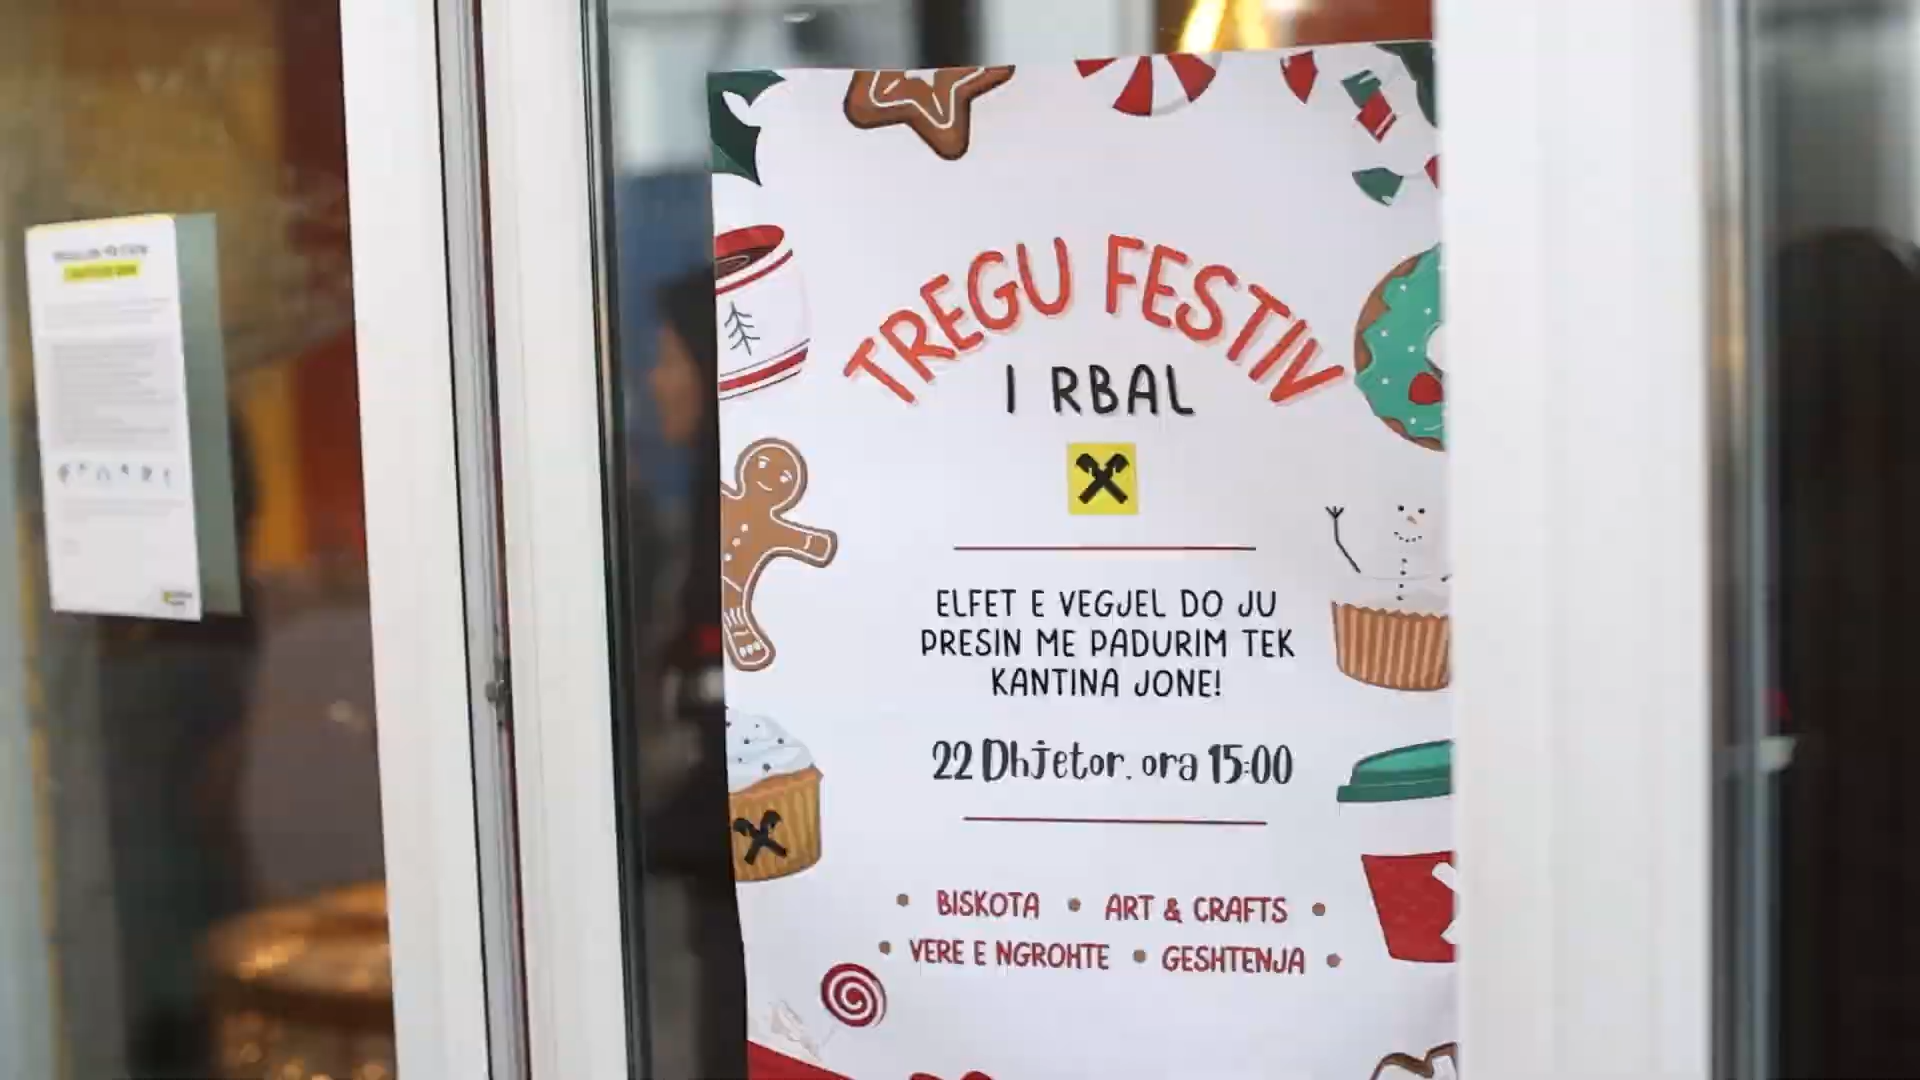 TREGU FESTIV
I RBAL
ELFET E VEGJEL DO JU
PRESIN ME PADURIM TEK
KANTINA JONE!
22 Dhjetor, ora 15:00
• BISKOTA • ART & CRAFTS •
• VERE E NGROHTE • GESHTENJA •